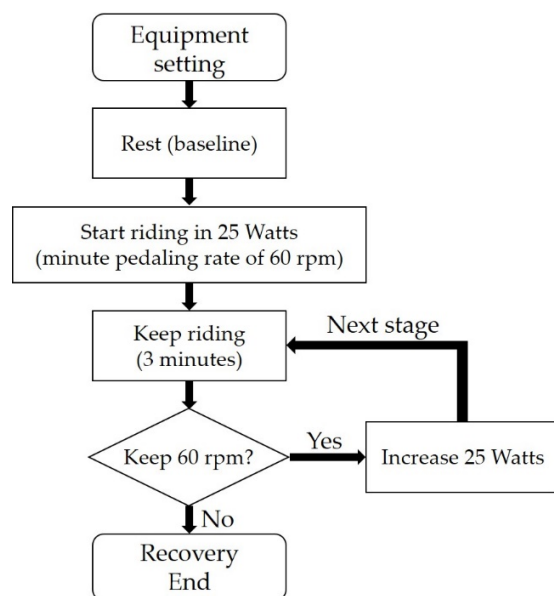 Equipment
setting
Rest (baseline)
Start riding in 25 Watts
(minute pedaling rate of 60 rpm)
Keep riding
(3 minutes)
Next stage
Keep 60 rpm?
Yes
Increase 25 Watts
No
Recovery
End